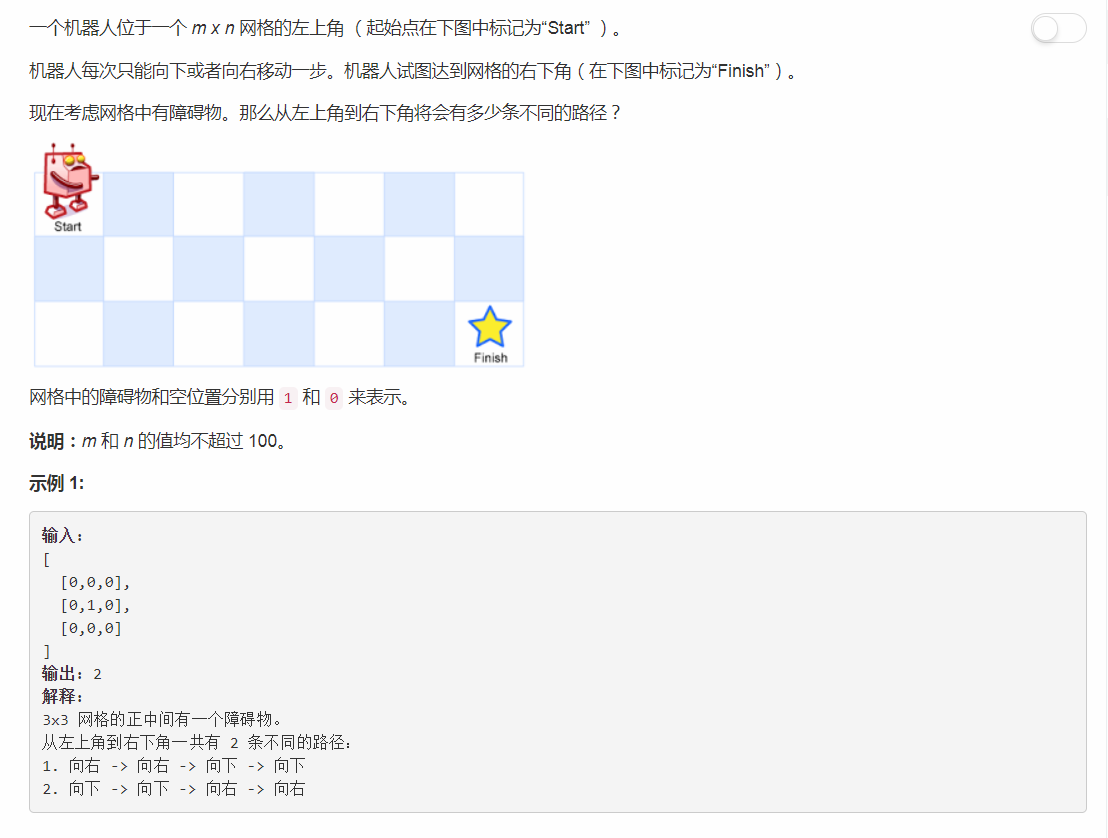 一个机器人位于一个 m x n 网格的左上角 （起始点在下图中标记为“Start” ）。
机器人每次只能向下或者向右移动一步。机器人试图达到网格的右下角（在下图中标记为“Finish”）。
现在考虑网格中有障碍物。那么从左上角到右下角将会有多少条不同的路径？
Start
Finish
网格中的障碍物和空位置分别用 1 和 0 来表示。
说明：m 和 n 的值均不超过 100。
示例 1:
输入:
[
  [0,0,0],
  [0,1,0],
  [0,0,0]
]
输出: 2
解释:
3x3 网格的正中间有一个障碍物。
从左上角到右下角一共有 2 条不同的路径:
1. 向右 -> 向右 -> 向下 -> 向下
2. 向下 -> 向下 -> 向右 -> 向右